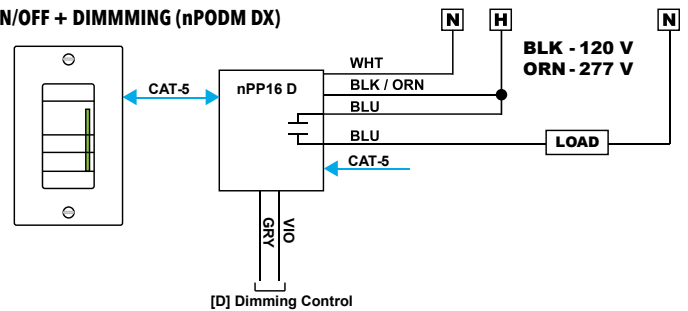 N/OFF + DIMMMING (nPODM DX)
N H N
BLK - 120 V
ORN - 277 V
WHT
CAT-5
nPP16 D
BLK / ORN
BLU
BLU
LOAD
CAT-5
VIO
GRY
[D] Dimming Control